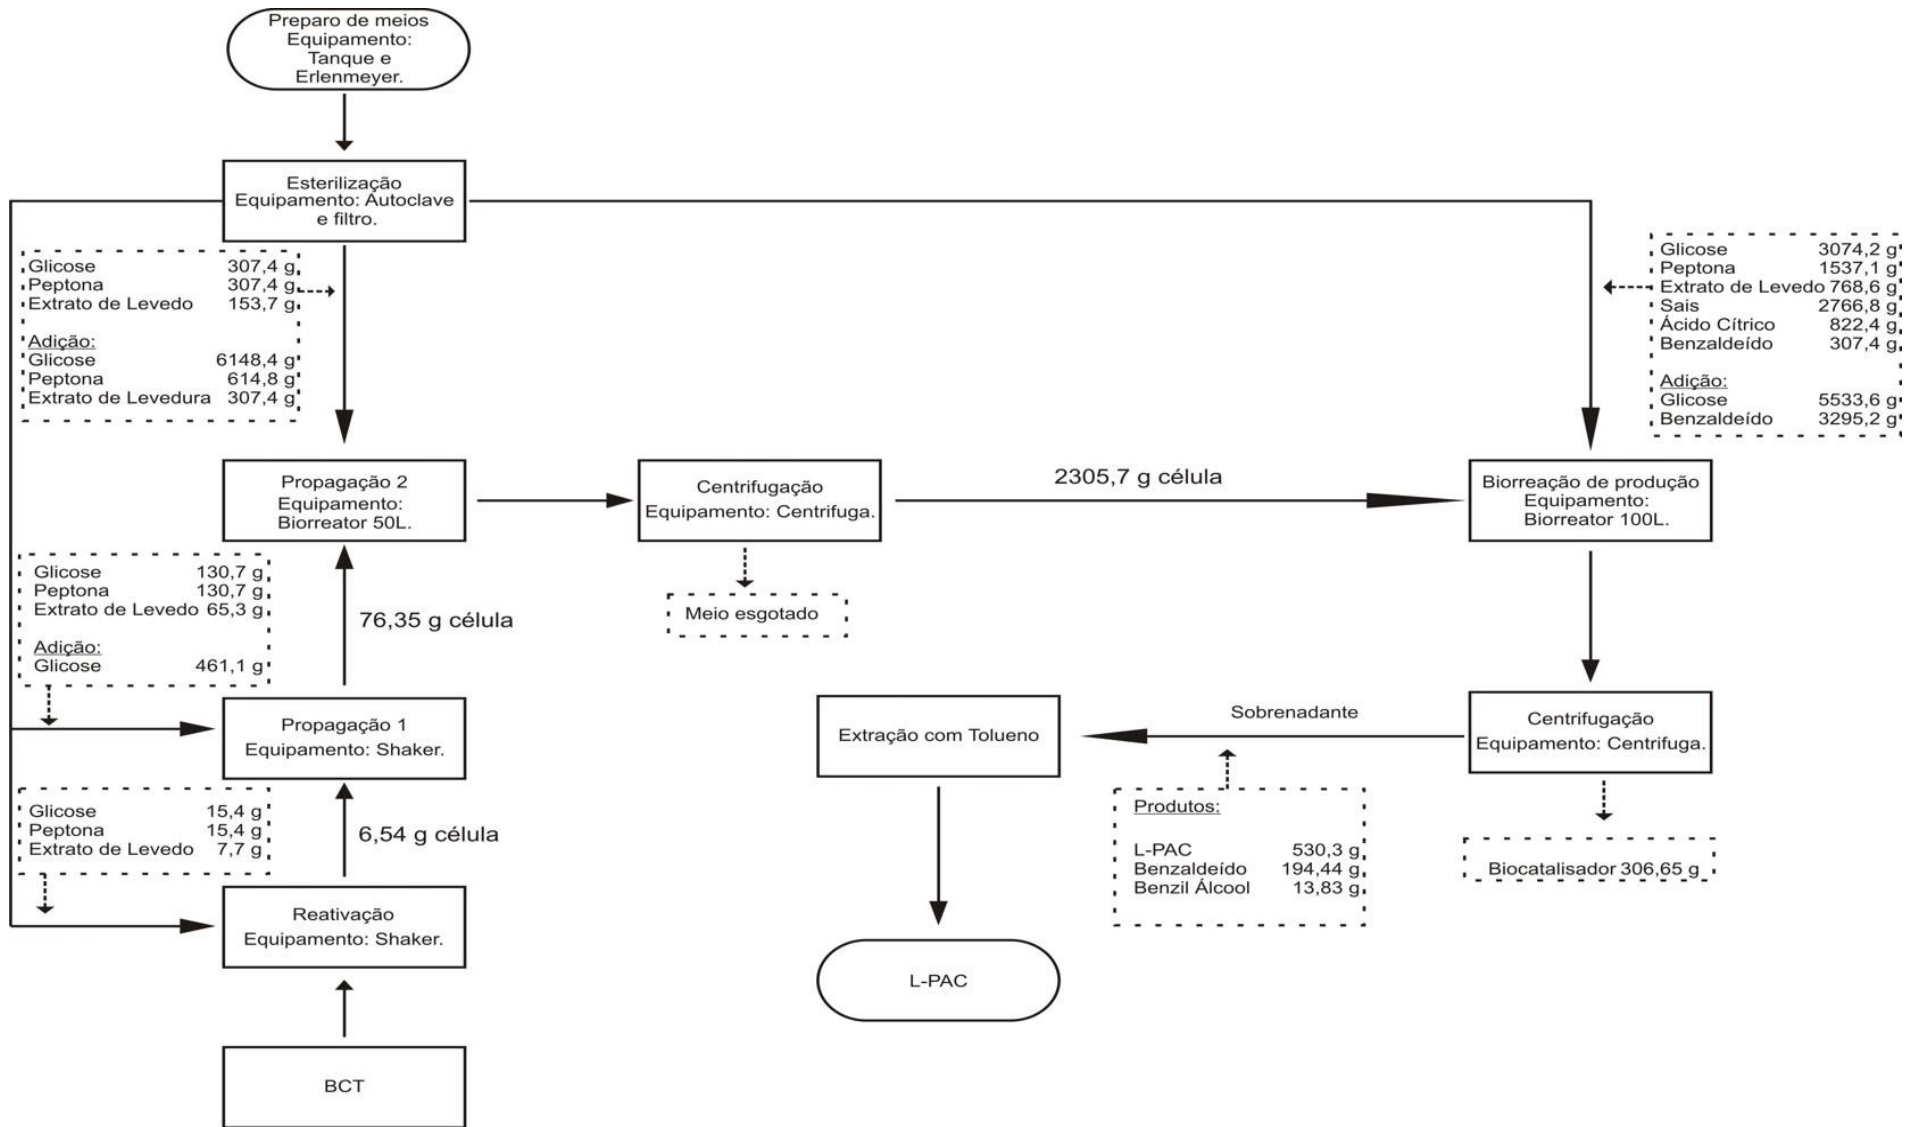 Preparo de meios
Equipamento:
Tanque e
Erlenmeyer.
Esterilização
Equipamento: Autoclave
e filtro.
Glicose 307,4 g
Peptona 307,4 g
Extrato de Levedo 153,7 g
Adição:
Glicose 6148,4 g
Peptona 614,8 g
Extrato de Levedura 307,4 g
Glicose 3074,2 g
Peptona 1537,1 g
Extrato de Levedo 768,6 g
Sais 2766,8 g
Ácido Cítrico 822,4 g
Benzaldeído 307,4 g
Adição:
Glicose 5533,6 g
Benzaldeído 3295,2 g
Propagação 2
Equipamento:
Biorreator 50L.
Centrifugação
Equipamento: Centrifuga.
2305,7 g célula
Biorreação de produção
Equipamento:
Biorreator 100L.
Meio esgotado
Glicose 130,7 g
Peptona 130,7 g
Extrato de Levedo 65,3 g
Adição:
Glicose 461,1 g
76,35 g célula
Propagação 1
Equipamento: Shaker.
Extração com Tolueno
Sobrenadante
Centrifugação
Equipamento: Centrifuga.
Glicose 15,4 g
Peptona 15,4 g
Extrato de Levedo 7,7 g
6,54 g célula
Produtos:
L-PAC 530,3 g
Benzaldeído 194,44 g
Benzil Álcool 13,83 g
Biocatalisador 306,65 g
Reativação
Equipamento: Shaker.
L-PAC
BCT